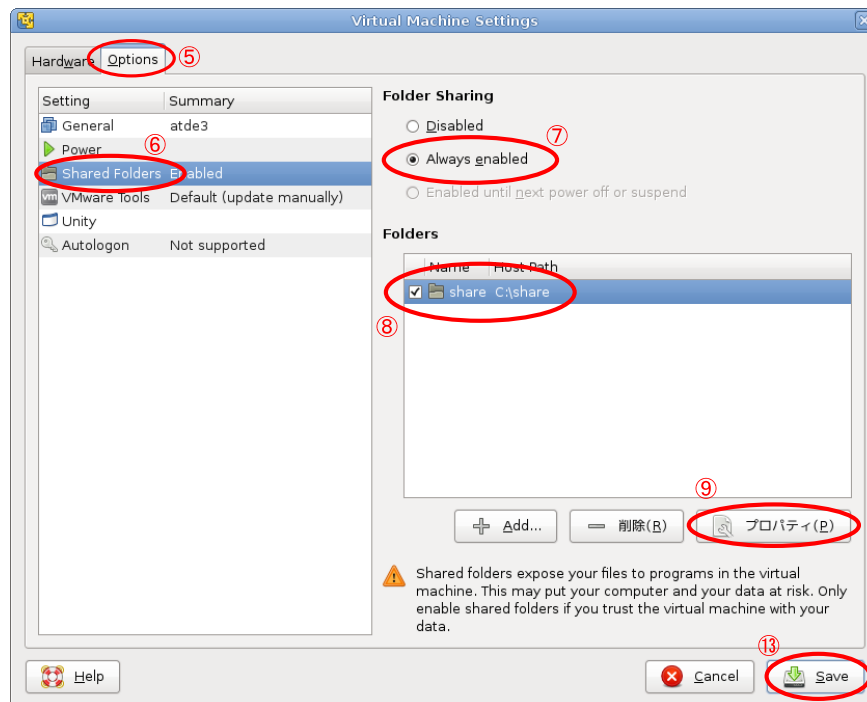 Virtual Machine Settings
Hardware
Options
⑤
Setting Summary
General atde3
⑥
Power
Shared Folders Enabled
VMware Tools Default (update manually)
Unity
Autologon Not supported
Folder Sharing
Disabled
⑦
Always enabled
Enabled until next power off or suspend
Folders
Name Host Path
share C:\share
⑧
⑨
Add...
削除(R)
プロパティ(P)
Shared folders expose your files to programs in the virtual
machine. This may put your computer and your data at risk. Only
enable shared folders if you trust the virtual machine with your
data.
⑬
Help
Cancel
Save